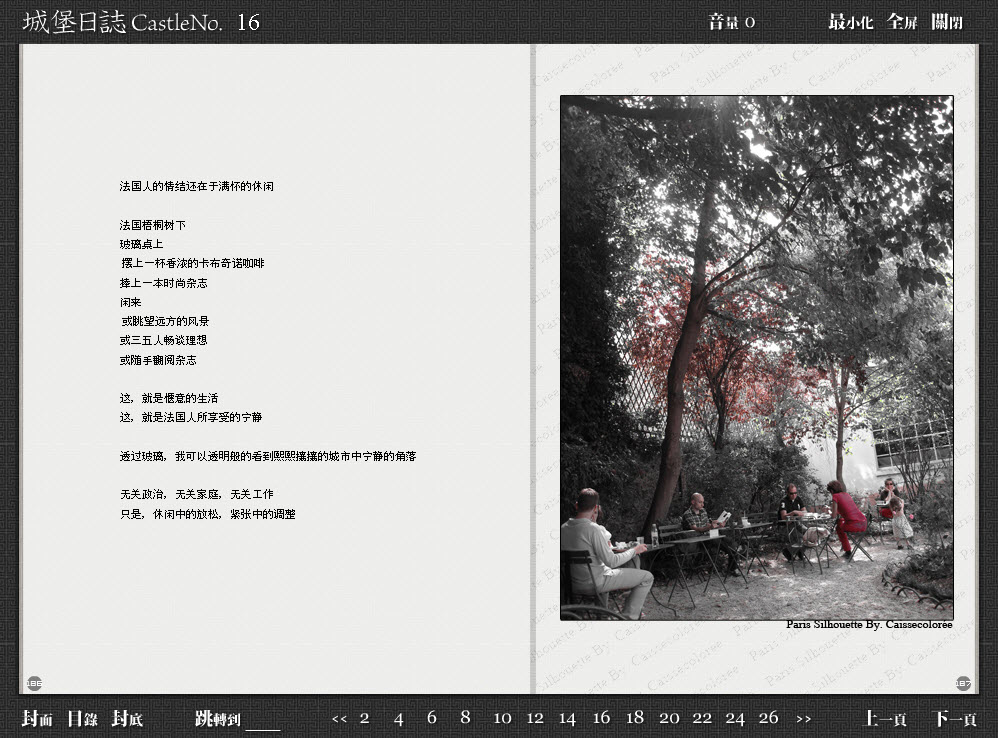 城堡日誌 CastleNo. 16
音量 0 最小化 全屏 關閉
法国人的情结还在于满怀的休闲
法国梧桐树下
玻璃桌上
摆上一杯香浓的卡布奇诺咖啡
捧上一本时尚杂志
闲来
或眺望远方的风景
或三五人畅谈理想
或随手翻阅杂志
这，就是惬意的生活
这，就是法国人所享受的宁静
透过玻璃，我可以透明般的看到熙熙攘攘的城市中宁静的角落
无关政治，无关家庭，无关工作
只是，休闲中的放松，紧张中的调整
Paris Silhouette By. Caissecolorée
186
187
封面 目錄 封底 跳轉到 << 2 4 6 8 10 12 14 16 18 20 22 24 26 >> 上一頁 下一頁